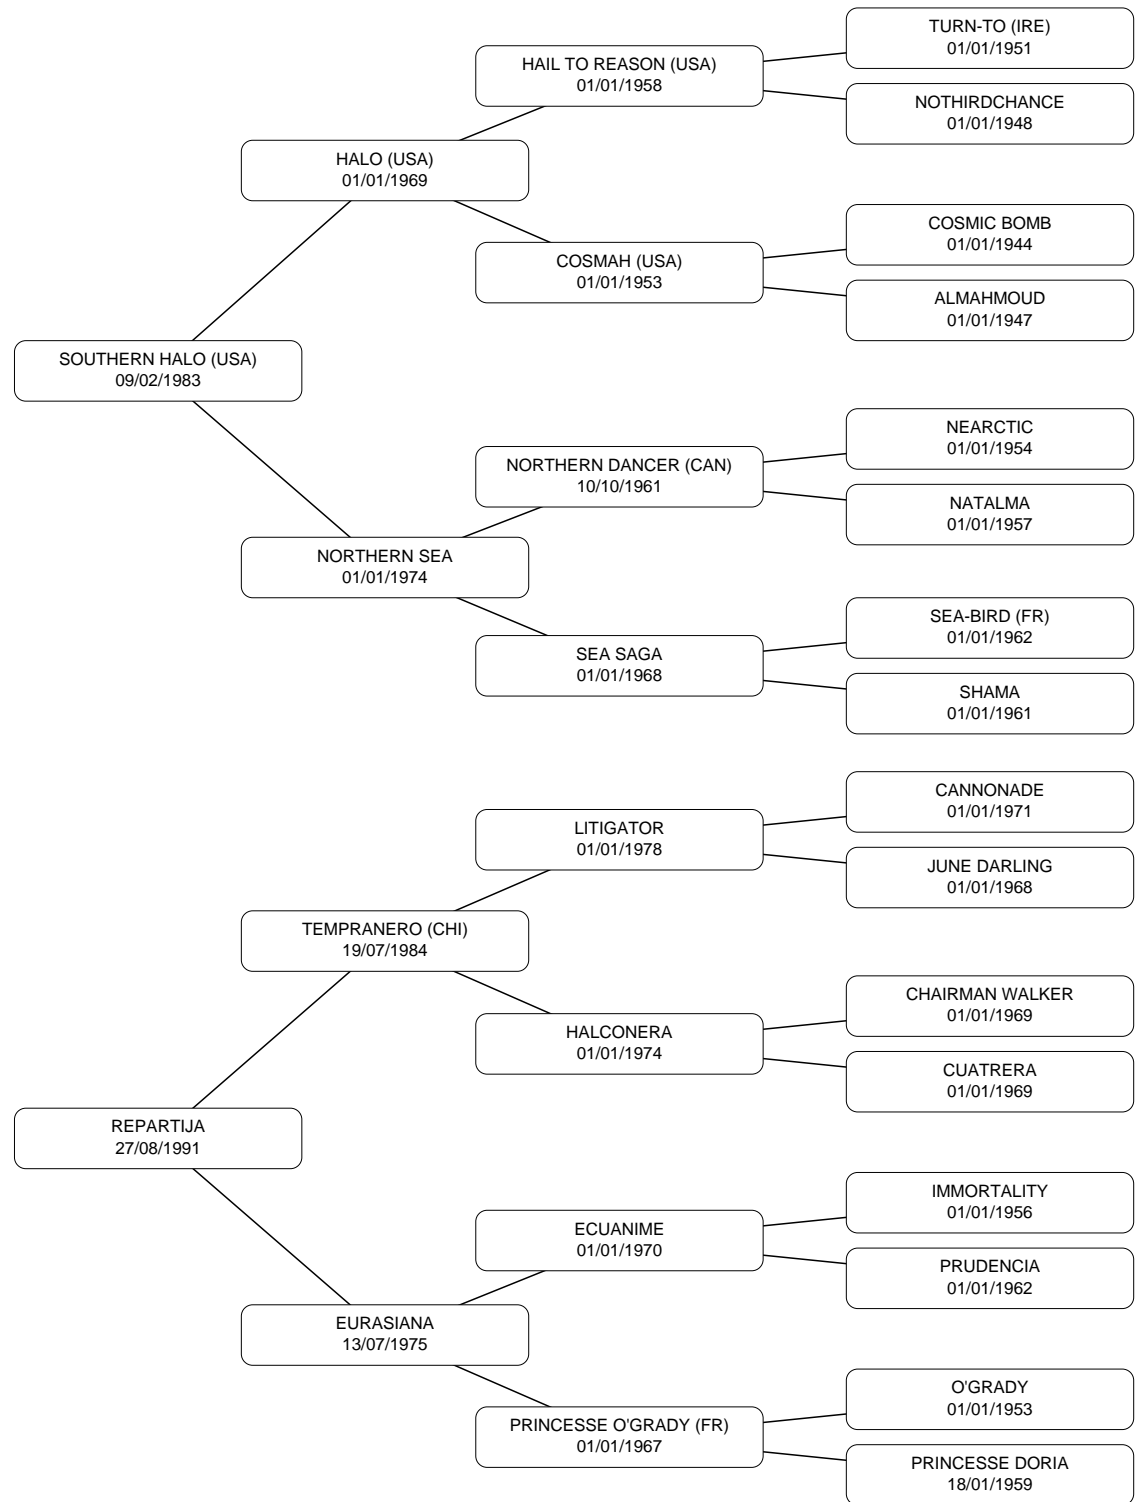 TURN-TO (IRE)
01/01/1951
HAIL TO REASON (USA)
01/01/1958
NOTHIRDCHANCE
01/01/1948
HALO (USA)
01/01/1969
COSMIC BOMB
01/01/1944
COSMAH (USA)
01/01/1953
ALMAHMOUD
01/01/1947
SOUTHERN HALO (USA)
09/02/1983
NEARCTIC
01/01/1954
NORTHERN DANCER (CAN)
10/10/1961
NATALMA
01/01/1957
NORTHERN SEA
01/01/1974
SEA-BIRD (FR)
01/01/1962
SEA SAGA
01/01/1968
SHAMA
01/01/1961
CANNONADE
01/01/1971
LITIGATOR
01/01/1978
JUNE DARLING
01/01/1968
TEMPRANERO (CHI)
19/07/1984
CHAIRMAN WALKER
01/01/1969
HALCONERA
01/01/1974
CUATRERA
01/01/1969
REPARTIJA
27/08/1991
IMMORTALITY
01/01/1956
ECUANIME
01/01/1970
PRUDENCIA
01/01/1962
EURASIANA
13/07/1975
O'GRADY
01/01/1953
PRINCESSE O'GRADY (FR)
01/01/1967
PRINCESSE DORIA
18/01/1959